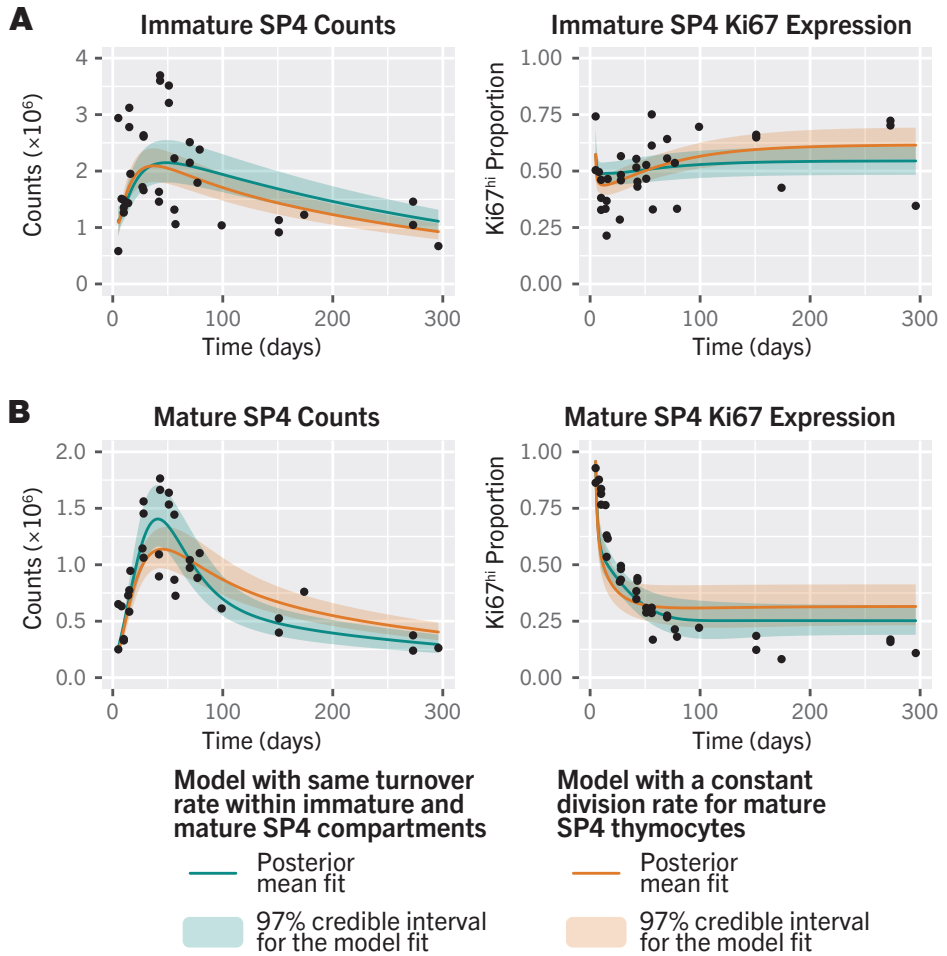 A
Immature SP4 Counts
Immature SP4 Ki67 Expression
Counts (×10⁶)
4
3
2
1
0
0
100
200
300
Time (days)
Ki67ʰⁱ Proportion
1.00
0.75
0.50
0.25
0.00
0
100
200
300
Time (days)
B
Mature SP4 Counts
Mature SP4 Ki67 Expression
Counts (×10⁶)
2.0
1.5
1.0
0.5
0.0
0
100
200
300
Time (days)
Ki67ʰⁱ Proportion
1.00
0.75
0.50
0.25
0.00
0
100
200
300
Time (days)
Model with same turnover
rate within immature and
mature SP4 compartments
Posterior
mean fit
97% credible interval
for the model fit
Model with a constant
division rate for mature
SP4 thymocytes
Posterior
mean fit
97% credible interval
for the model fit